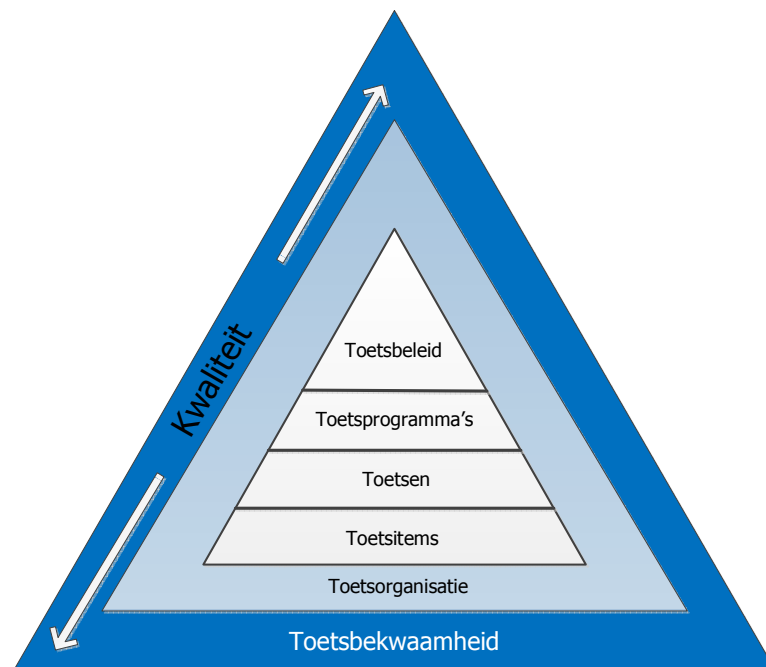 Kwaliteit
Toetsbeleid
Toetsprogramma's
Toetsen
Toetsitems
Toetsorganisatie
Toetsbekwaamheid